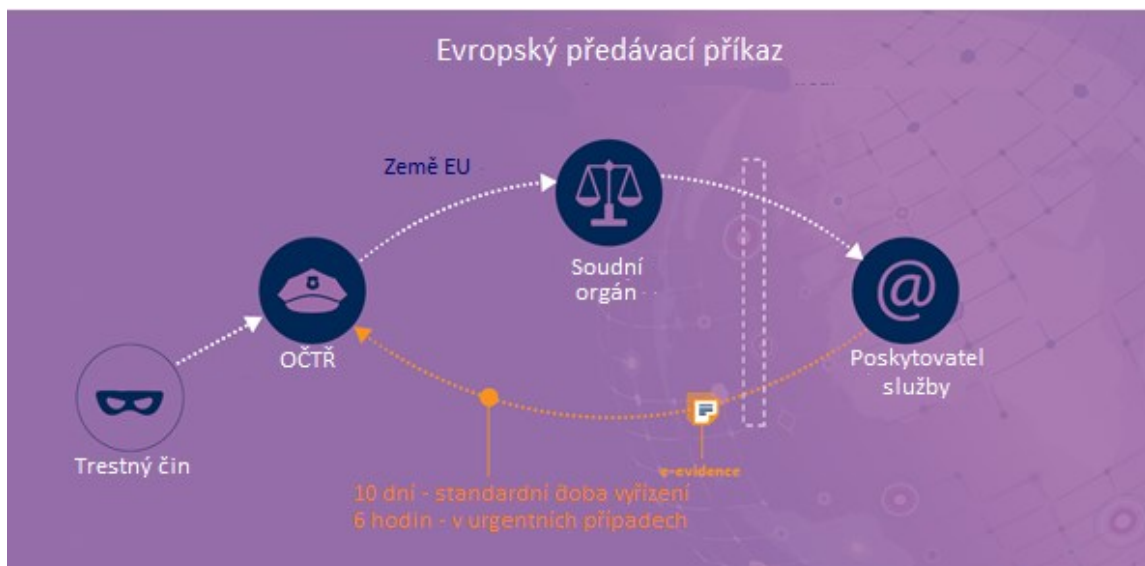 Evropský předávací příkaz
Země EU
Soudní
orgán
@
OČTŘ
Poskytovatel
služby
Trestný čin
e-evidence
10 dní - standardní doba vyřízení
6 hodin - v urgentních případech